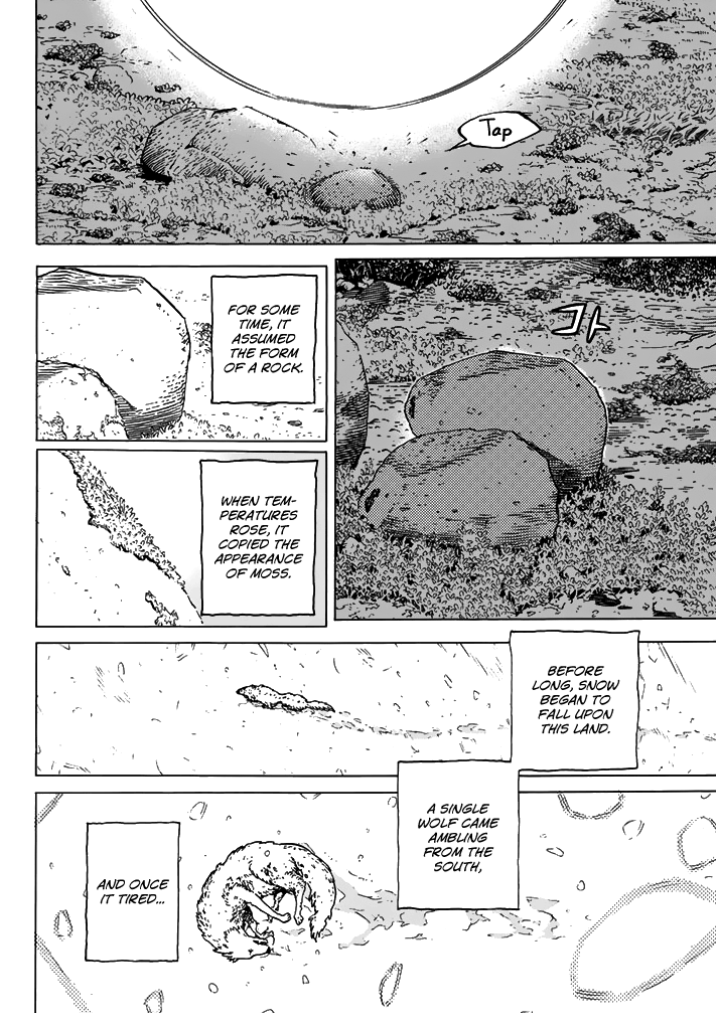 Tap
コト
FOR SOME
TIME, IT
ASSUMED
THE FORM
OF A ROCK.
WHEN TEM-
PERATURES
ROSE, IT
COPIED THE
APPEARANCE
OF MOSS.
BEFORE
LONG, SNOW
BEGAN TO
FALL UPON
THIS LAND.
A SINGLE
WOLF CAME
AMBLING
FROM THE
SOUTH,
AND ONCE
IT TIRED...